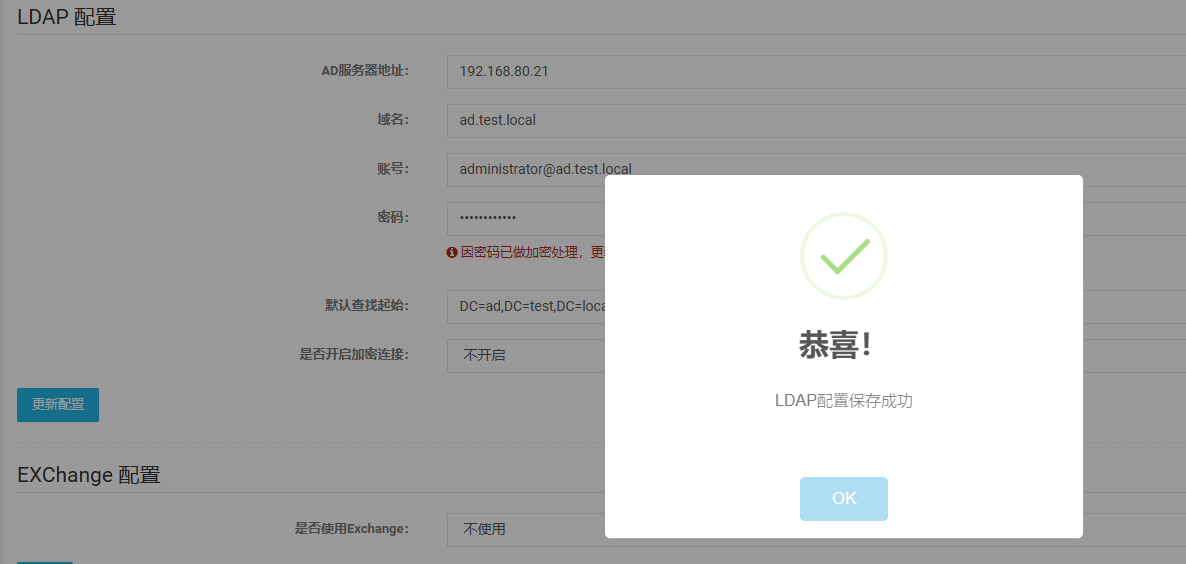 LDAP 配置
AD服务器地址： 192.168.80.21
域名： ad.test.local
账号： administrator@ad.test.local
密码： ••••••••••••
因密码已做加密处理，更
默认查找起始： DC=ad,DC=test,DC=loca
是否开启加密连接： 不开启
更新配置
恭喜！
LDAP配置保存成功
OK
EXChange 配置
是否使用Exchange： 不使用